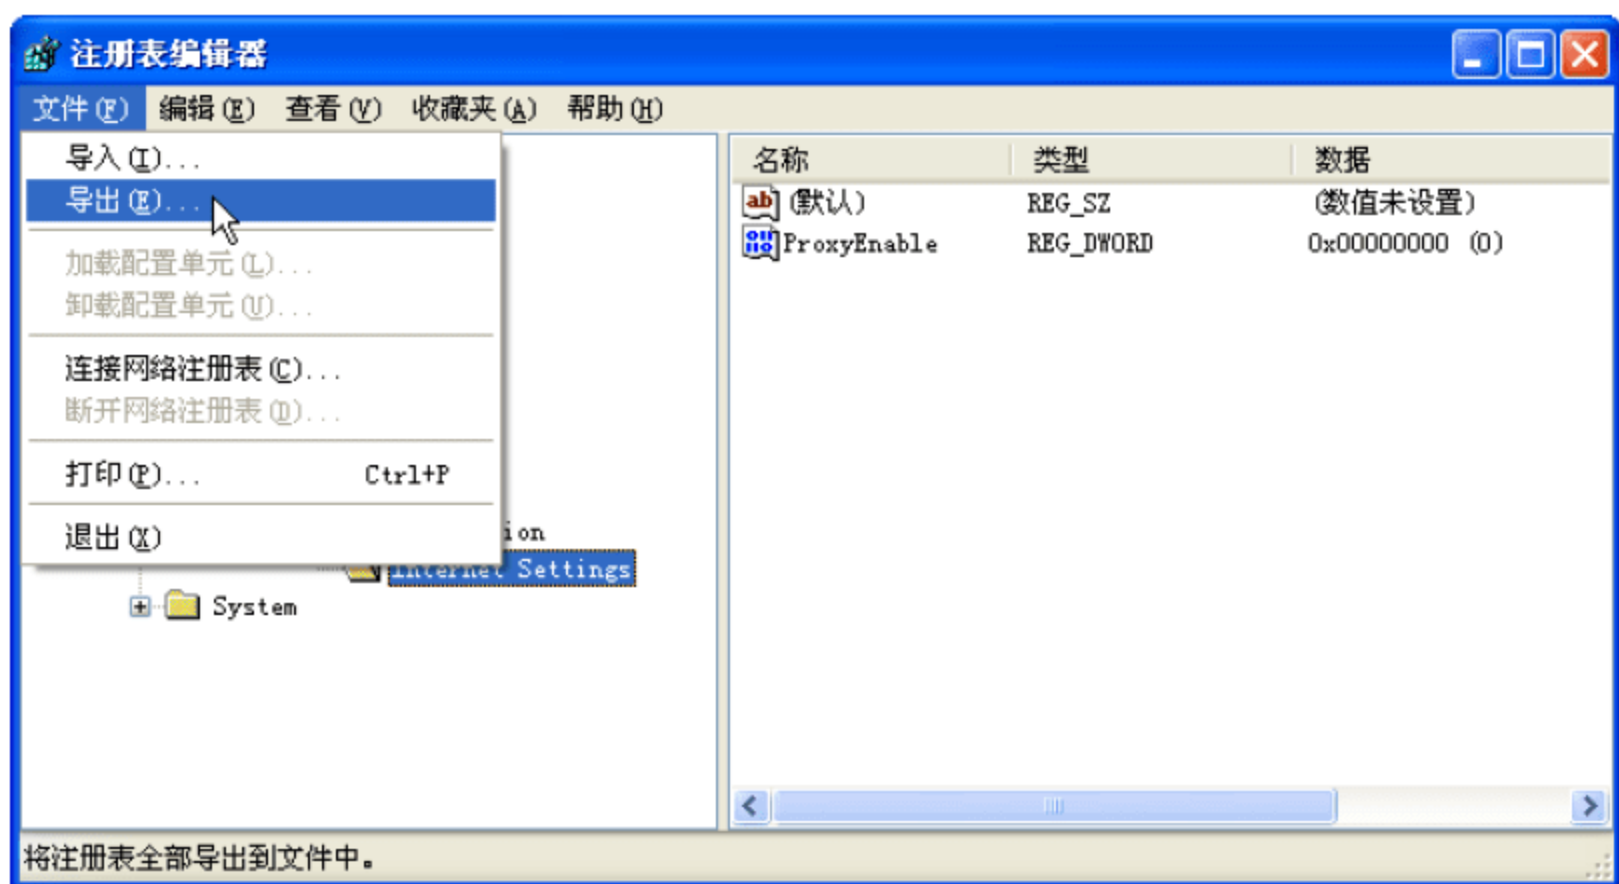 注册表编辑器
文件(F) 编辑(E) 查看(V) 收藏夹(A) 帮助(H)
导入(I)...
导出(E)...
加载配置单元(L)...
卸载配置单元(U)...
连接网络注册表(C)...
断开网络注册表(D)...
打印(P)... Ctrl+P
退出(X)
ion
Internet Settings
System
名称 类型 数据
ab (默认) REG_SZ (数值未设置)
ProxyEnable REG_DWORD 0x00000000 (0)
将注册表全部导出到文件中。